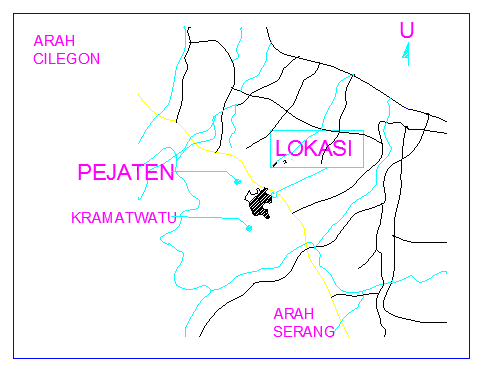 U
ARAH
CILEGON
LOKASI
PEJATEN
KRAMATWATU
ARAH
SERANG